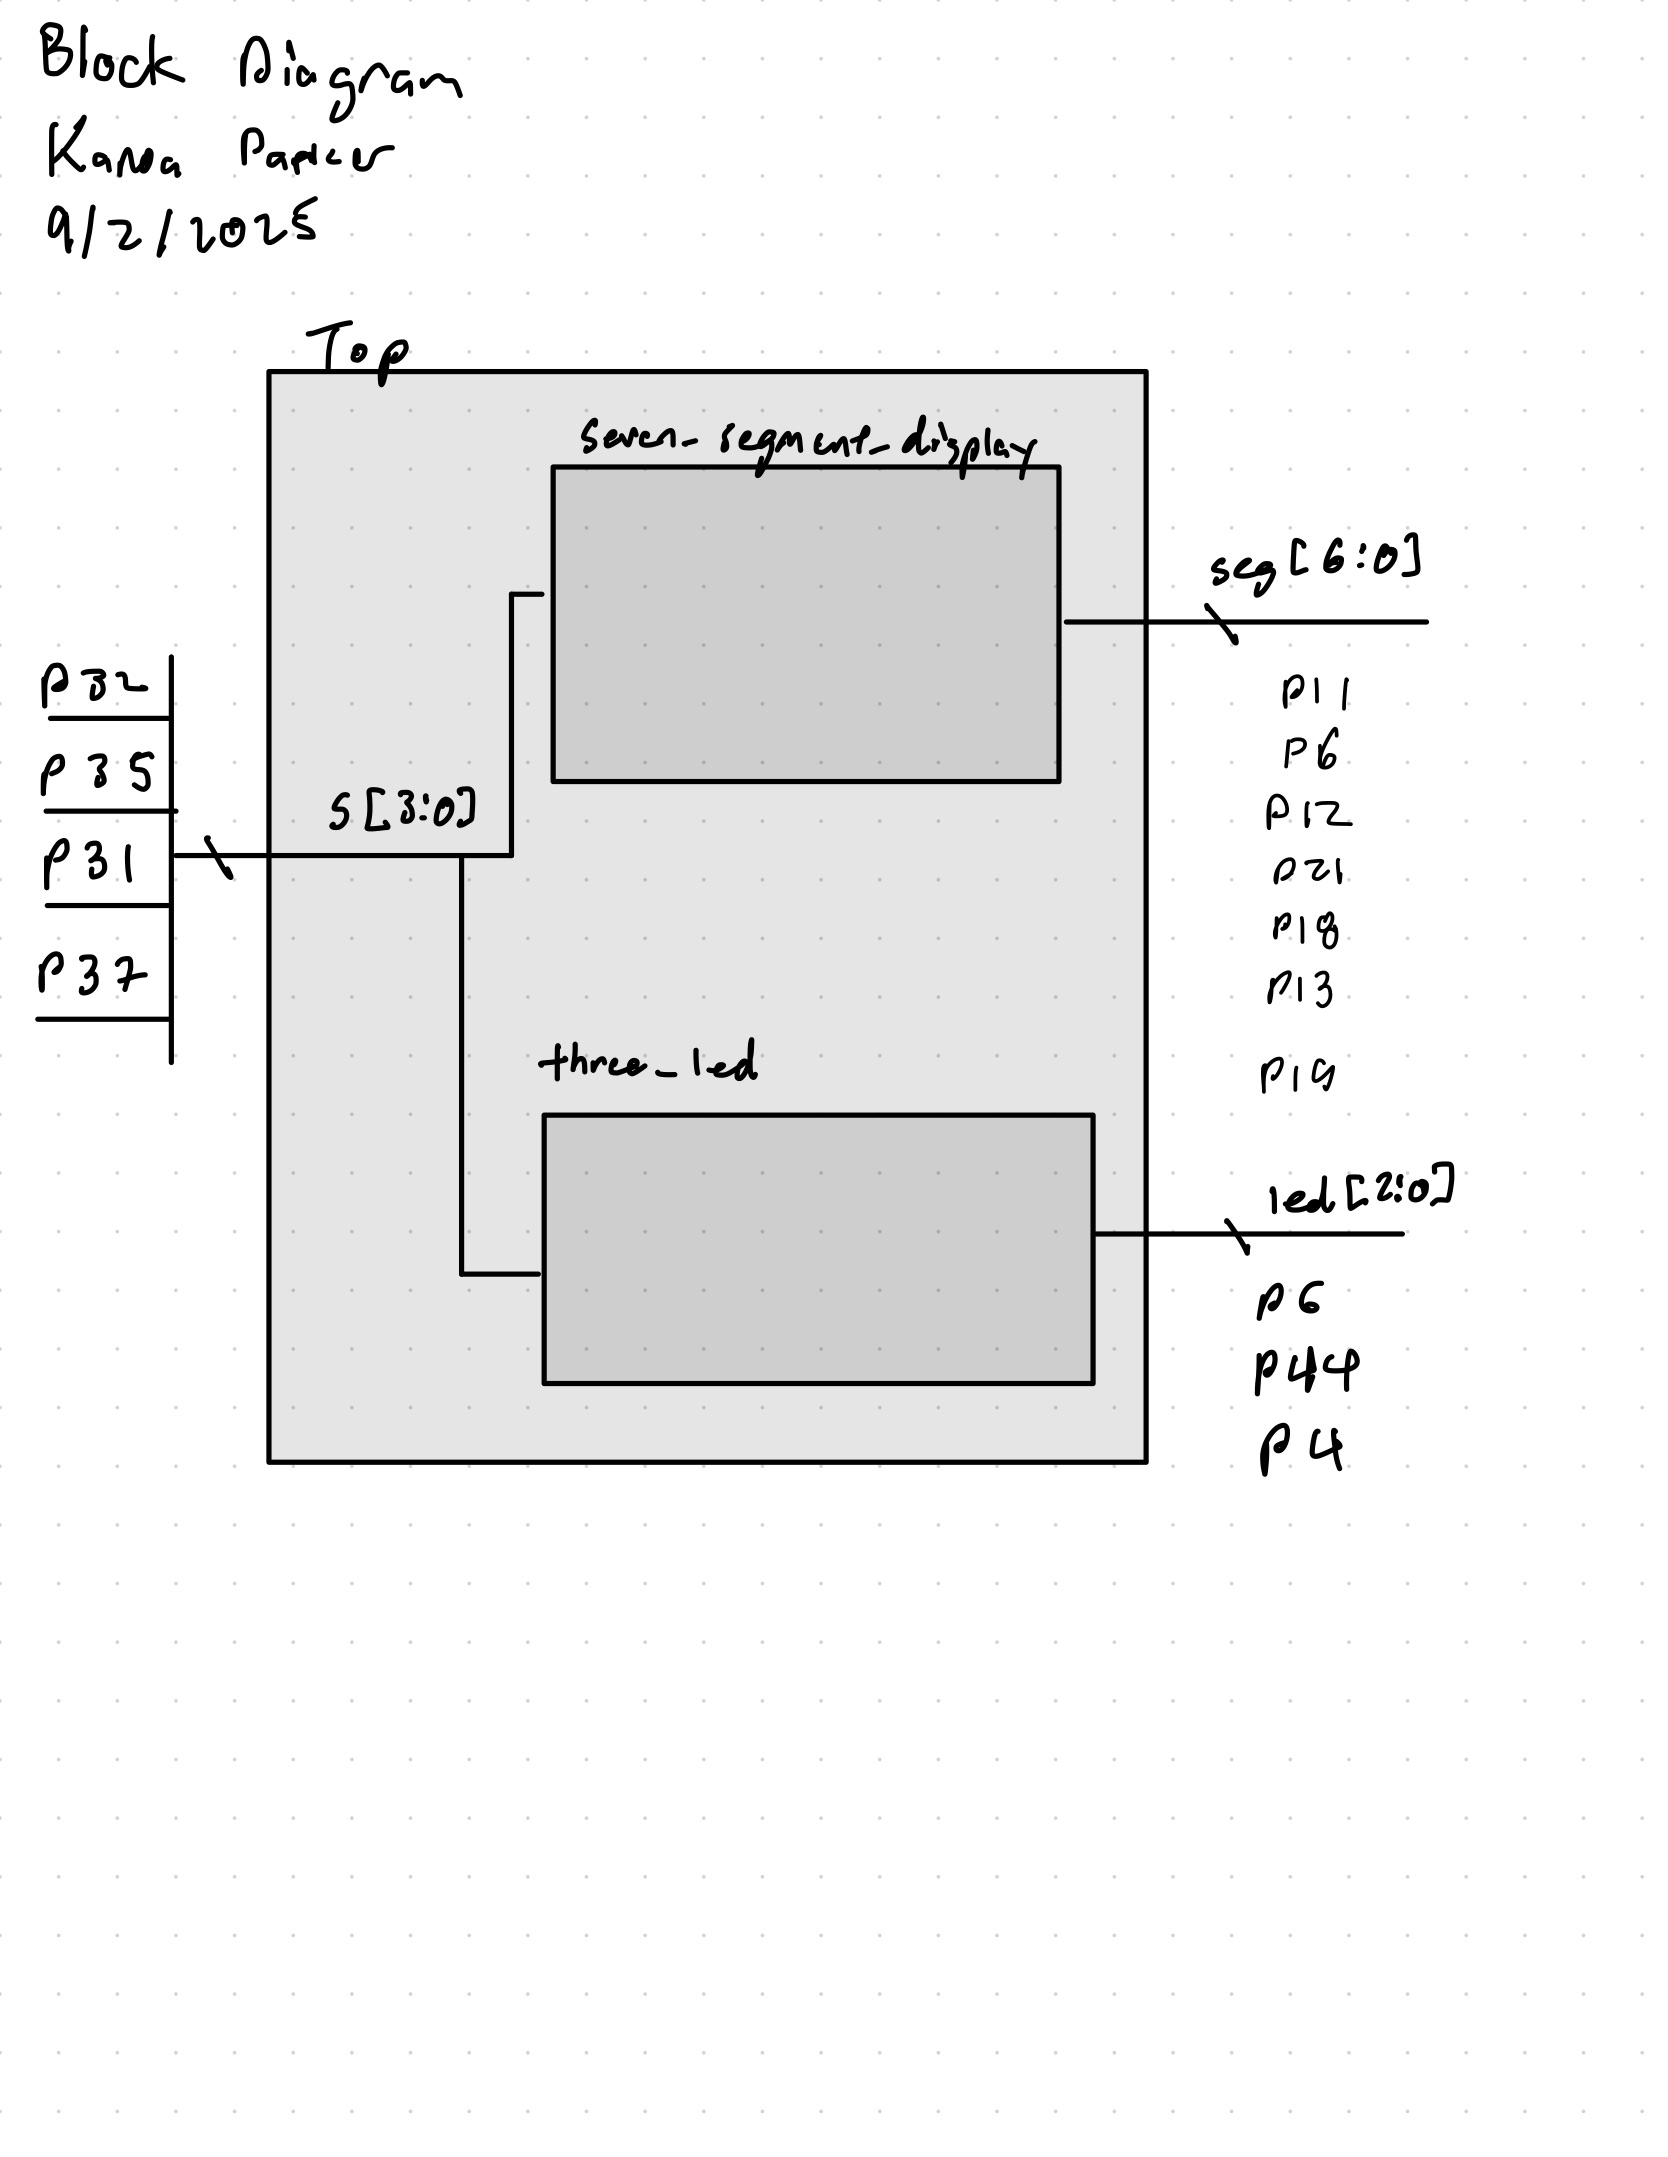 Block Diagram
Kanoa Parker
9/2/2025
Top
seven_segment_display
seg[6:0]
P32
P35
P31
P37
S[3:0]
P11
P6
P12
P21
P18
P13
P19
three_led
led[2:0]
P6
P44
P4